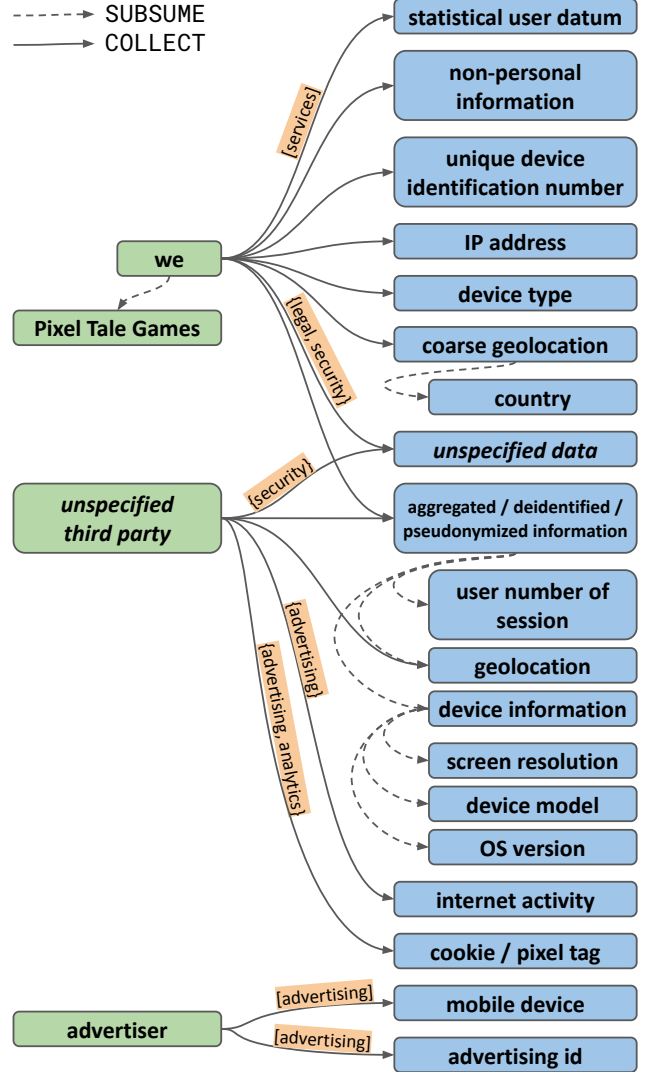 SUBSUME
COLLECT
statistical user datum
non-personal
information
[services]
unique device
identification number
we
IP address
device type
Pixel Tale Games
{legal, security}
coarse geolocation
country
unspecified data
{security}
unspecified
third party
aggregated / deidentified /
pseudonymized information
user number of
session
{advertising}
geolocation
{advertising, analytics}
device information
screen resolution
device model
OS version
internet activity
cookie / pixel tag
[advertising]
mobile device
advertiser
[advertising]
advertising id